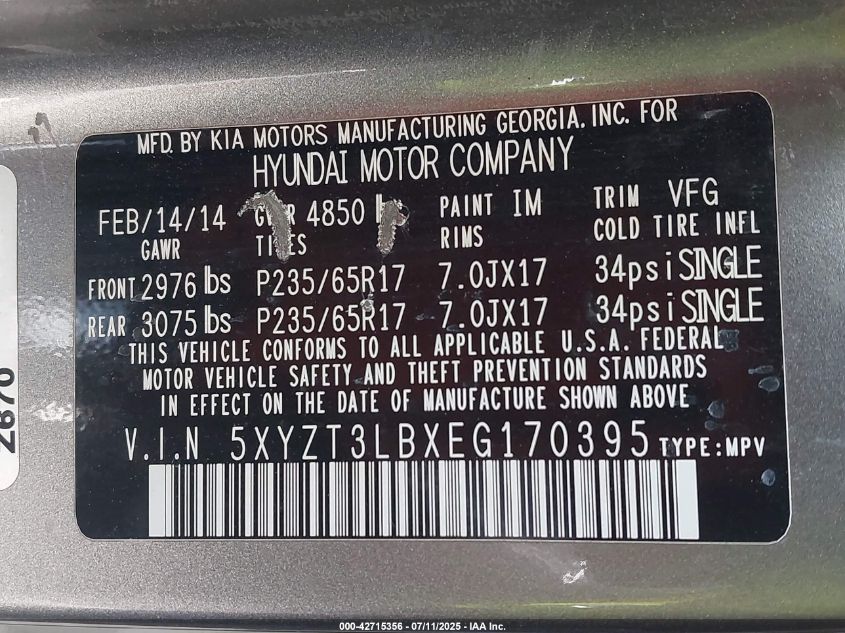 MFD. BY KIA MOTORS MANUFACTURING GEORGIA. INC. FOR
HYUNDAI MOTOR COMPANY
FEB/14/14 4850 PAINT IM TRIM VFG
GAWR RIMS COLD TIRE INFL
FRONT 2976 lbs P235/65R17 7.0JX17 34psi SINGLE
REAR 3075 lbs P235/65R17 7.0JX17 34psi SINGLE
THIS VEHICLE CONFORMS TO ALL APPLICABLE U.S.A. FEDERAL
MOTOR VEHICLE SAFETY AND THEFT PREVENTION STANDARDS
IN EFFECT ON THE DATE OF MANUFACTURE SHOWN ABOVE
V.I.N 5XYZT3LBXEG170395 TYPE:MPV
000-42715356 - 07/11/2025 - IAA Inc.